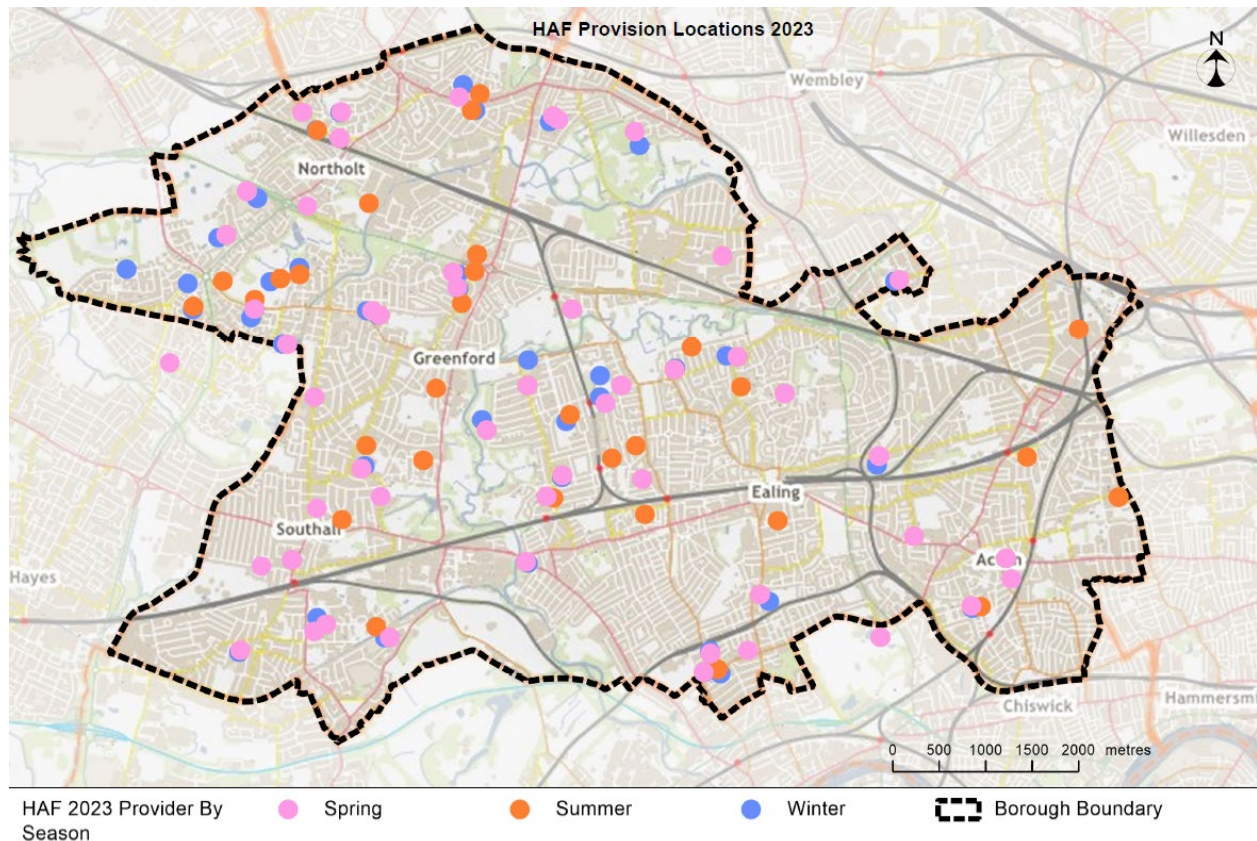 HAF Provision Locations 2023
N
Wembley
Willesden
Northolt
Greenford
Ealing
Southall
Hayes
Chiswick
Hammersm
0 500 1000 1500 2000 metres
HAF 2023 Provider By
Season
Spring
Summer
Winter
Borough Boundary